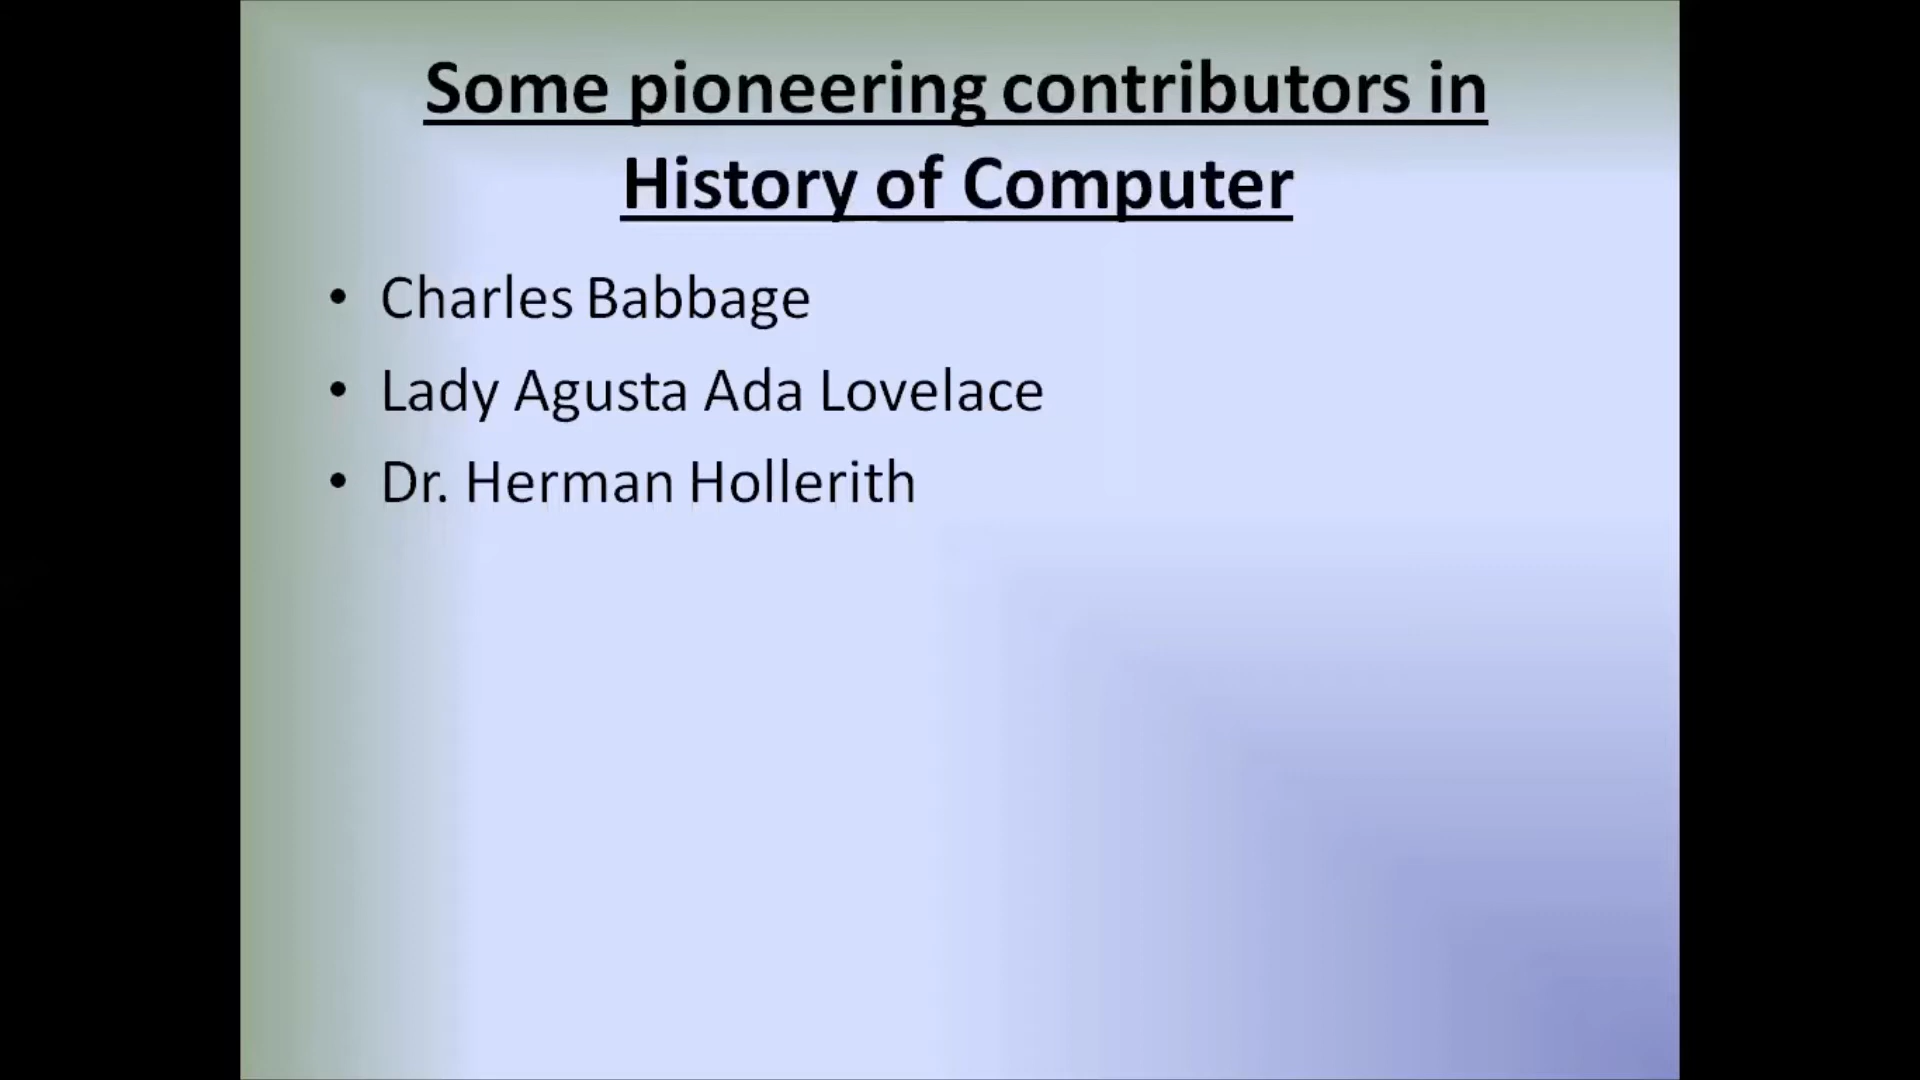 Some pioneering contributors in
History of Computer
• Charles Babbage
• Lady Agusta Ada Lovelace
• Dr. Herman Hollerith